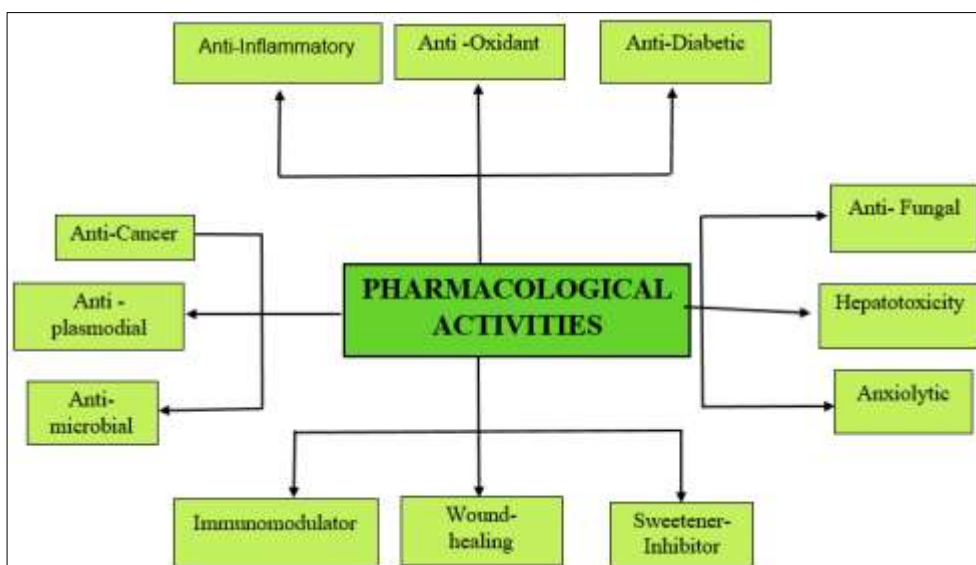 Anti-Inflammatory
Anti -Oxidant
Anti-Diabetic
Anti-Cancer
Anti -
plasmodial
Anti-
microbial
PHARMACOLOGICAL
ACTIVITIES
Anti- Fungal
Hepatotoxicity
Anxiolytic
Immunomodulator
Wound-
healing
Sweetener-
Inhibitor